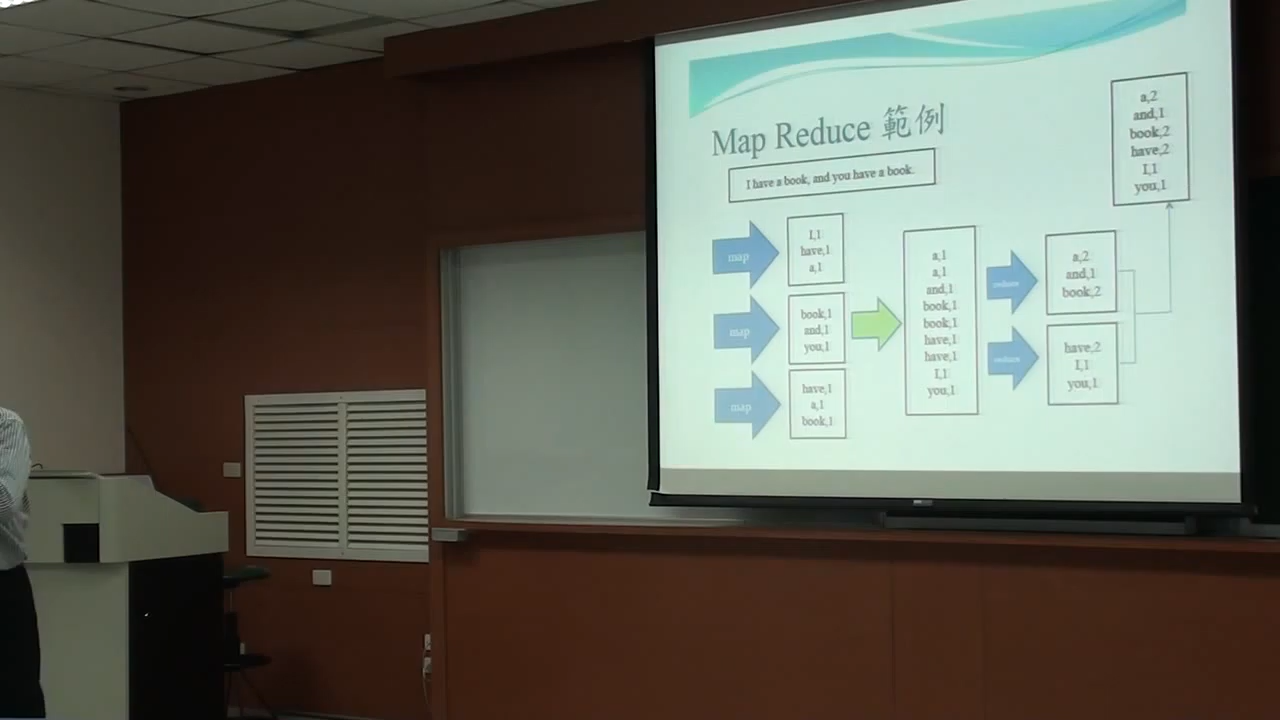 Map Reduce 範例
I have a book, and you have a book.
map
I,1
have,1
a,1
map
book,1
and,1
you,1
map
have,1
a,1
book,1
a,1
a,1
and,1
book,1
book,1
have,1
have,1
I,1
you,1
reduce
a,2
and,1
book,2
reduce
have,2
I,1
you,1
a,2
and,1
book,2
have,2
I,1
you,1